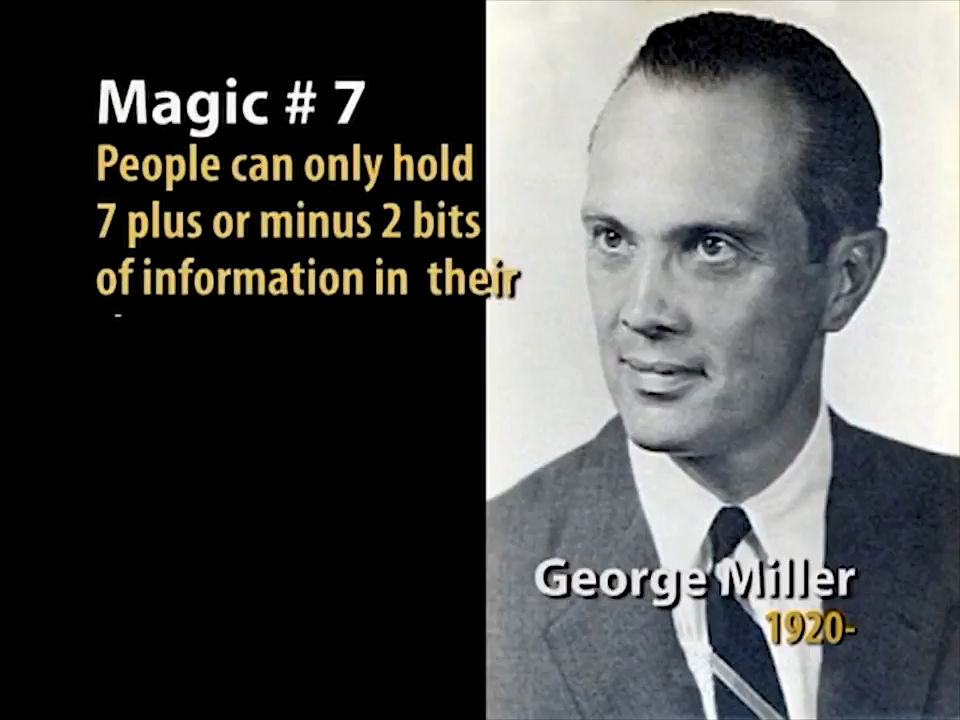 Magic # 7
People can only hold
7 plus or minus 2 bits
of information in their
George Miller
1920-